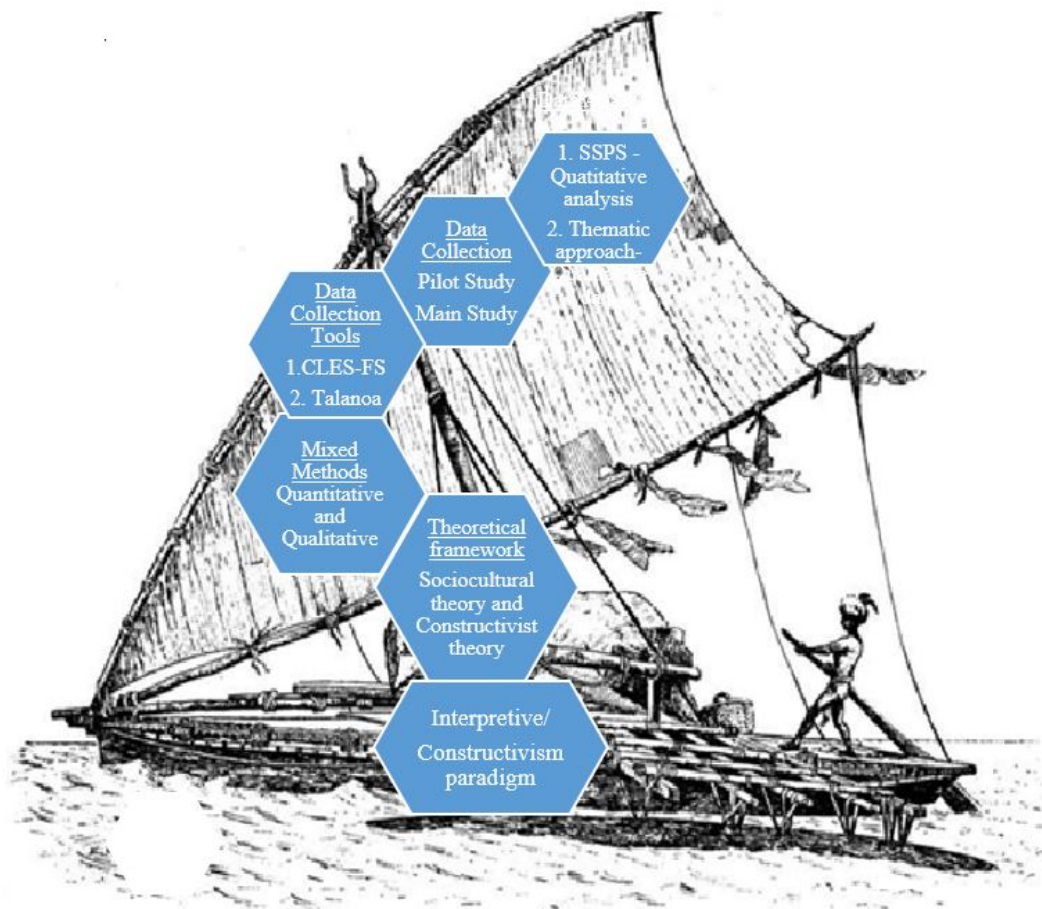 1. SSPS -
Quatitative
analysis
2. Thematic
approach-
Data
Collection
Pilot Study
Main Study
Data
Collection
Tools
1.CLES-FS
2. Talanoa
Mixed
Methods
Quantitative
and
Qualitative
Theoretical
framework
Sociocultural
theory and
Constructivist
theory
Interpretive/
Constructivism
paradigm